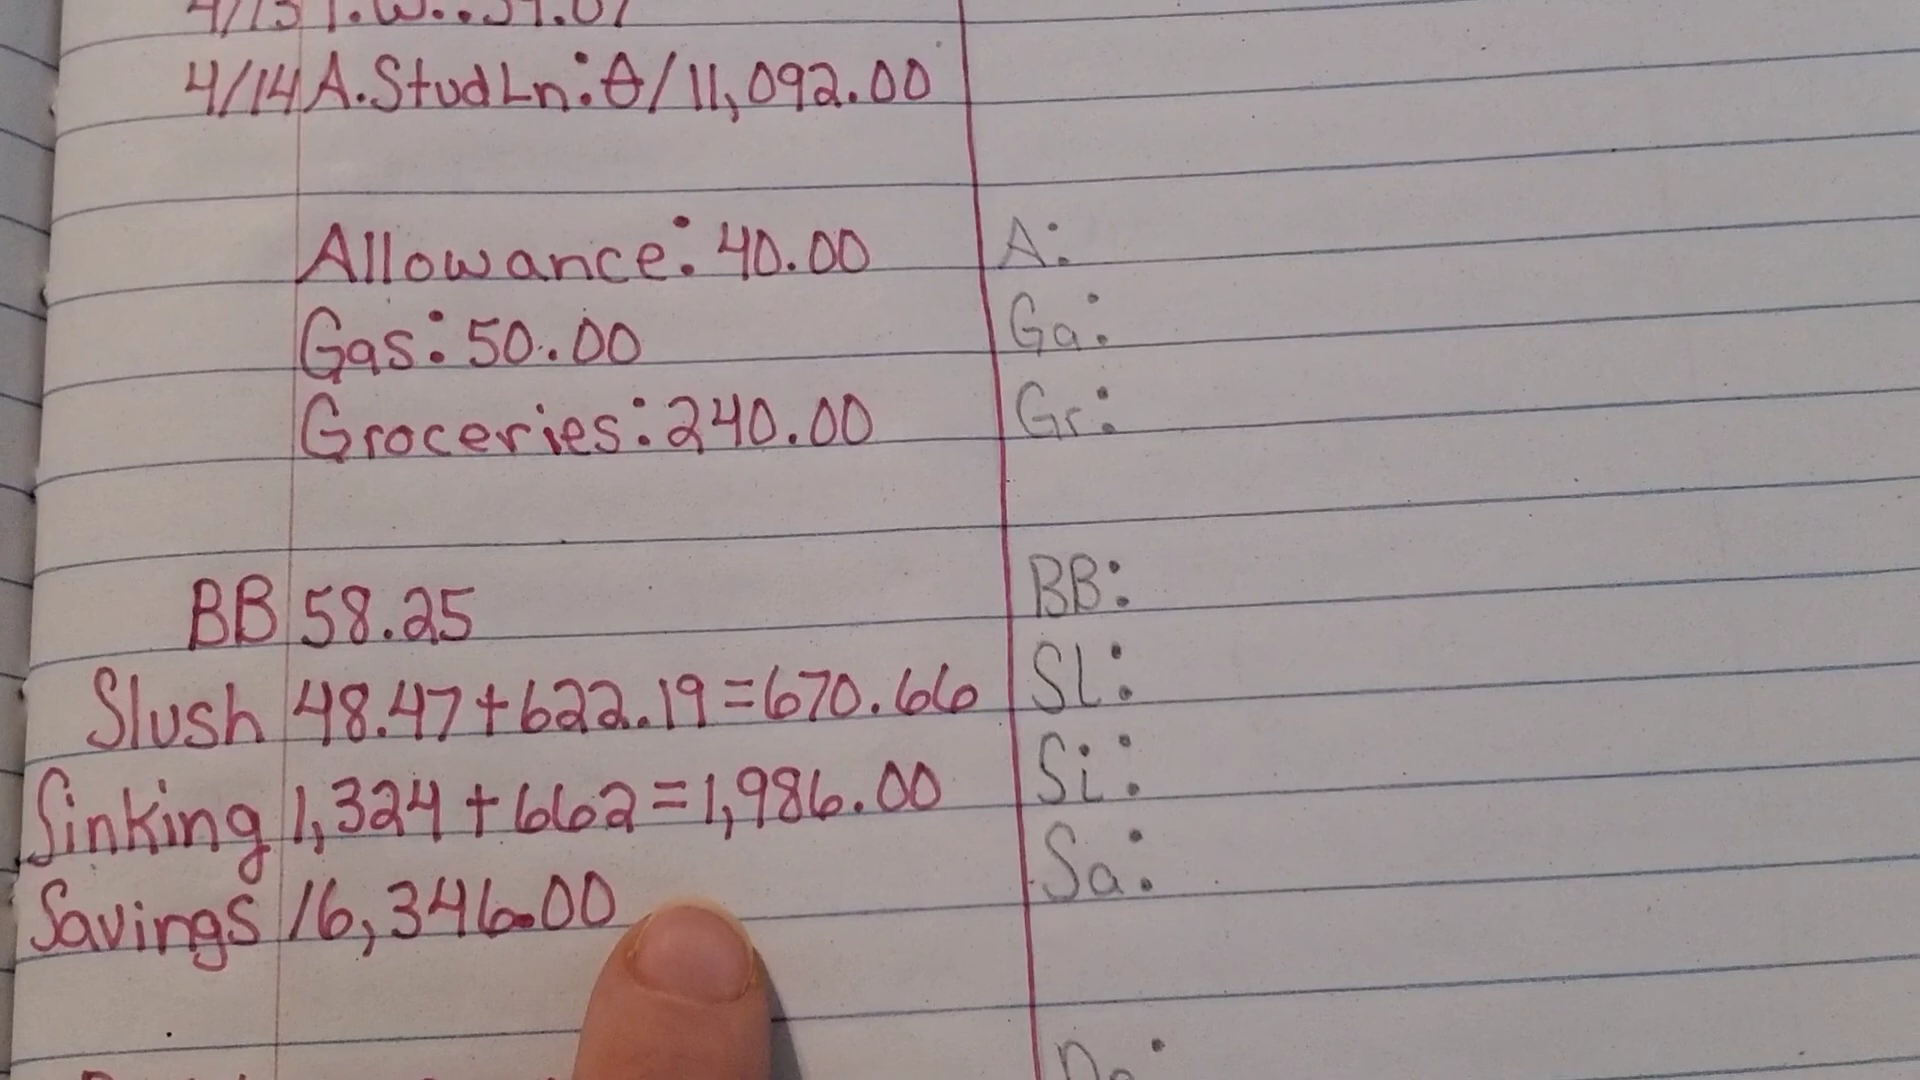 4/14 A. Stud Ln: θ/11,092.00
Allowance: 40.00
A:
Gas: 50.00
Ga:
Groceries: 240.00
Gr:
BB 58.25
BB:
Slush 48.47+622.19=670.66
Sl:
Sinking 1,324+662=1,986.00
Si:
Savings 16,346.00
Sa: